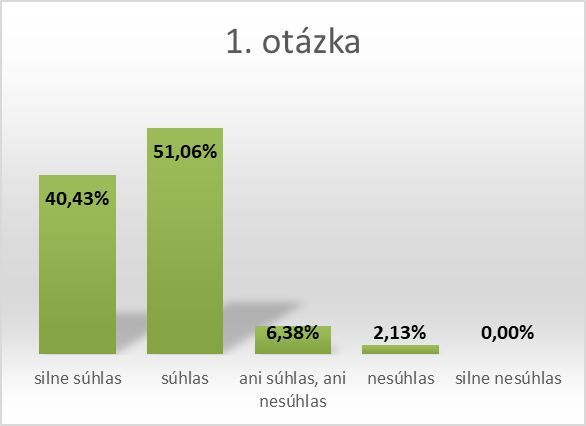 1. otázka
51,06%
40,43%
6,38%
2,13%
0,00%
silne súhlas
súhlas
ani súhlas, ani
nesúhlas
nesúhlas
silne nesúhlas